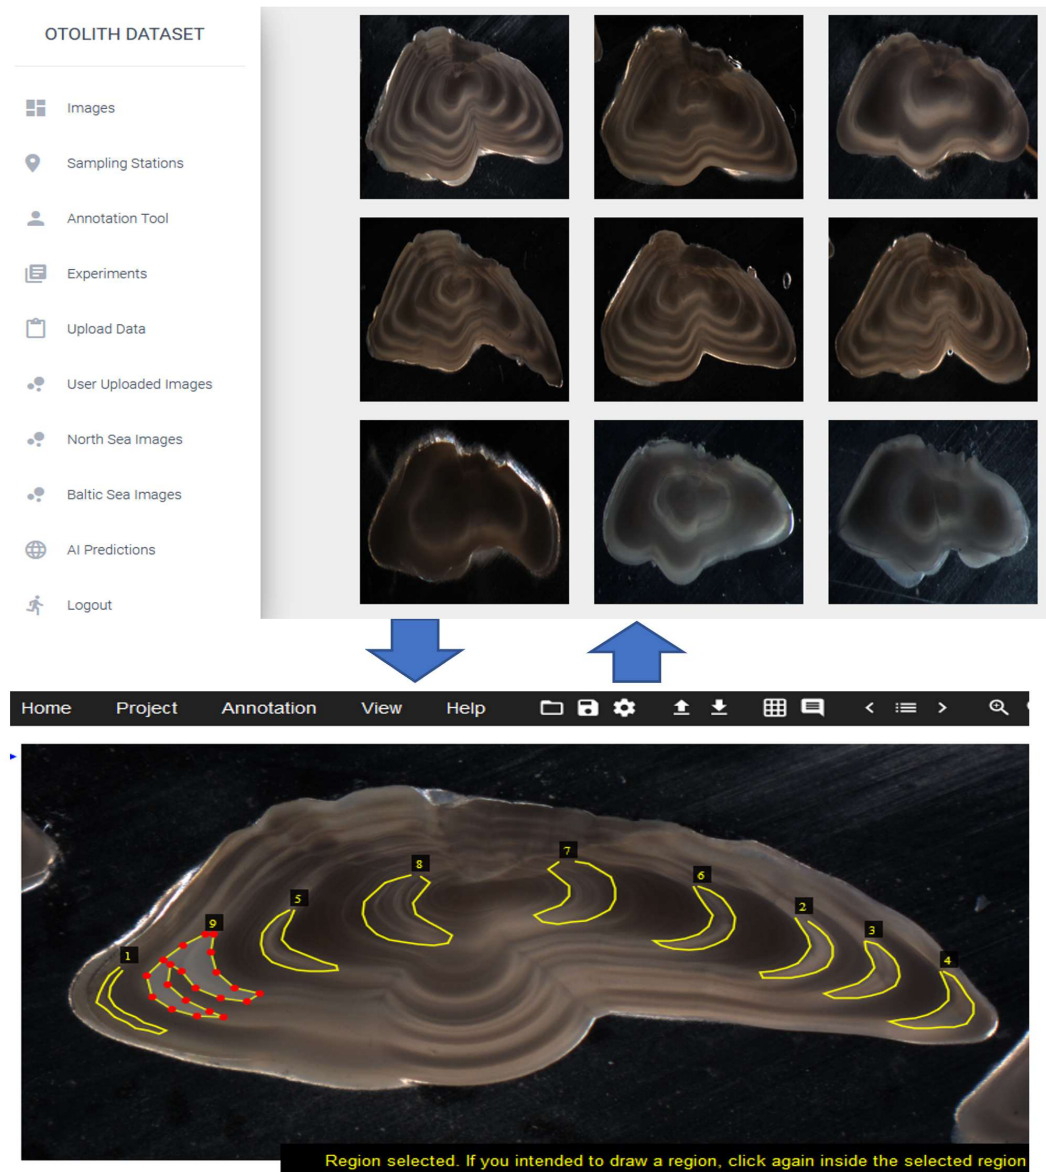 OTOLITH DATASET
Images
Sampling Stations
Annotation Tool
Experiments
Upload Data
User Uploaded Images
North Sea Images
Baltic Sea Images
AI Predictions
Logout
Home Project Annotation View Help
7
8
6
5
2
9
3
1
4
Region selected. If you intended to draw a region, click again inside the selected region